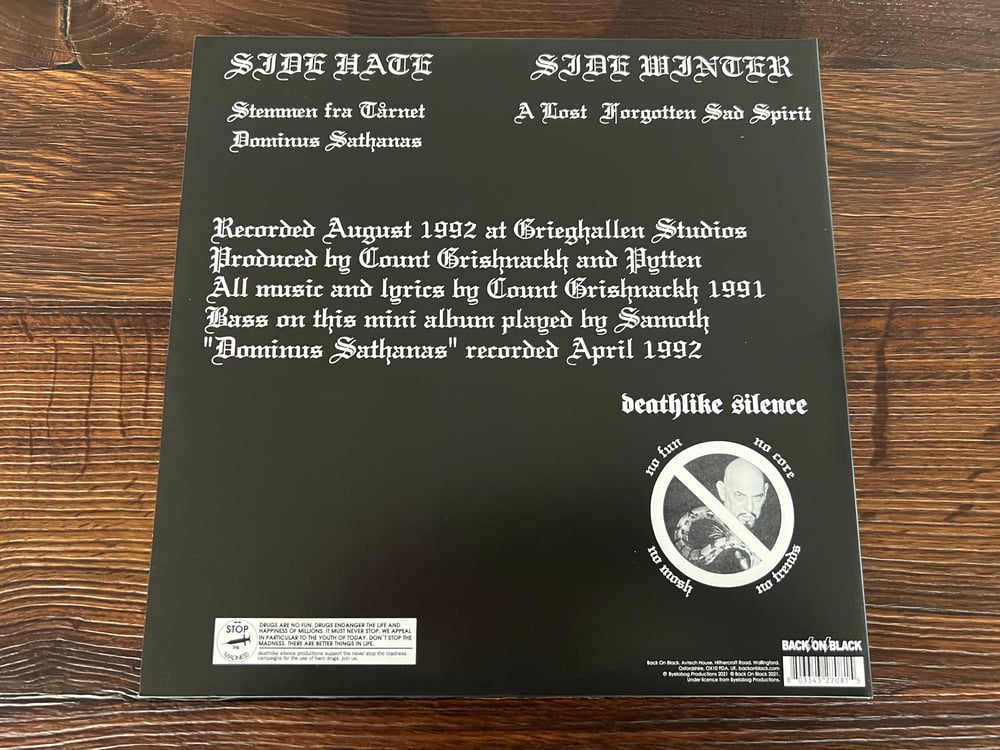 SIDE HATE
Stemmen fra Tårnet
Dominus Sathanas
SIDE WINTER
A Lost Forgotten Sad Spirit
Recorded August 1992 at Grieghallen Studios
Produced by Count Grishnackh and Pytten
All music and lyrics by Count Grishnackh 1991
Bass on this mini album played by Samoth
"Dominus Sathanas" recorded April 1992
deathlike silence
no fun
no core
no mosh
no trends
STOP
THE
MADNESS
DRUGS ARE NO FUN. DRUGS ENDANGER THE LIFE AND
HAPPINESS OF MILLIONS. IT MUST NEVER STOP. WE APPEAL
IN PARTICULAR TO THE YOUTH OF TODAY. DON´T STOP THE
MADNESS. THERE ARE BETTER THINGS IN LIFE.
deathlike silence productions support the never stop the madness
campaigns for the use of hard drugs. join us.
BACK ON BLACK
Back On Black, Avtech House, Hithercroft Road, Wallingford,
Oxfordshire, OX10 9DA. UK. backonblack.com
℗ Byelobog Productions 2021 © Back On Black 2021.
Under licence from Byelobog Productions.
8 03343 27081 5